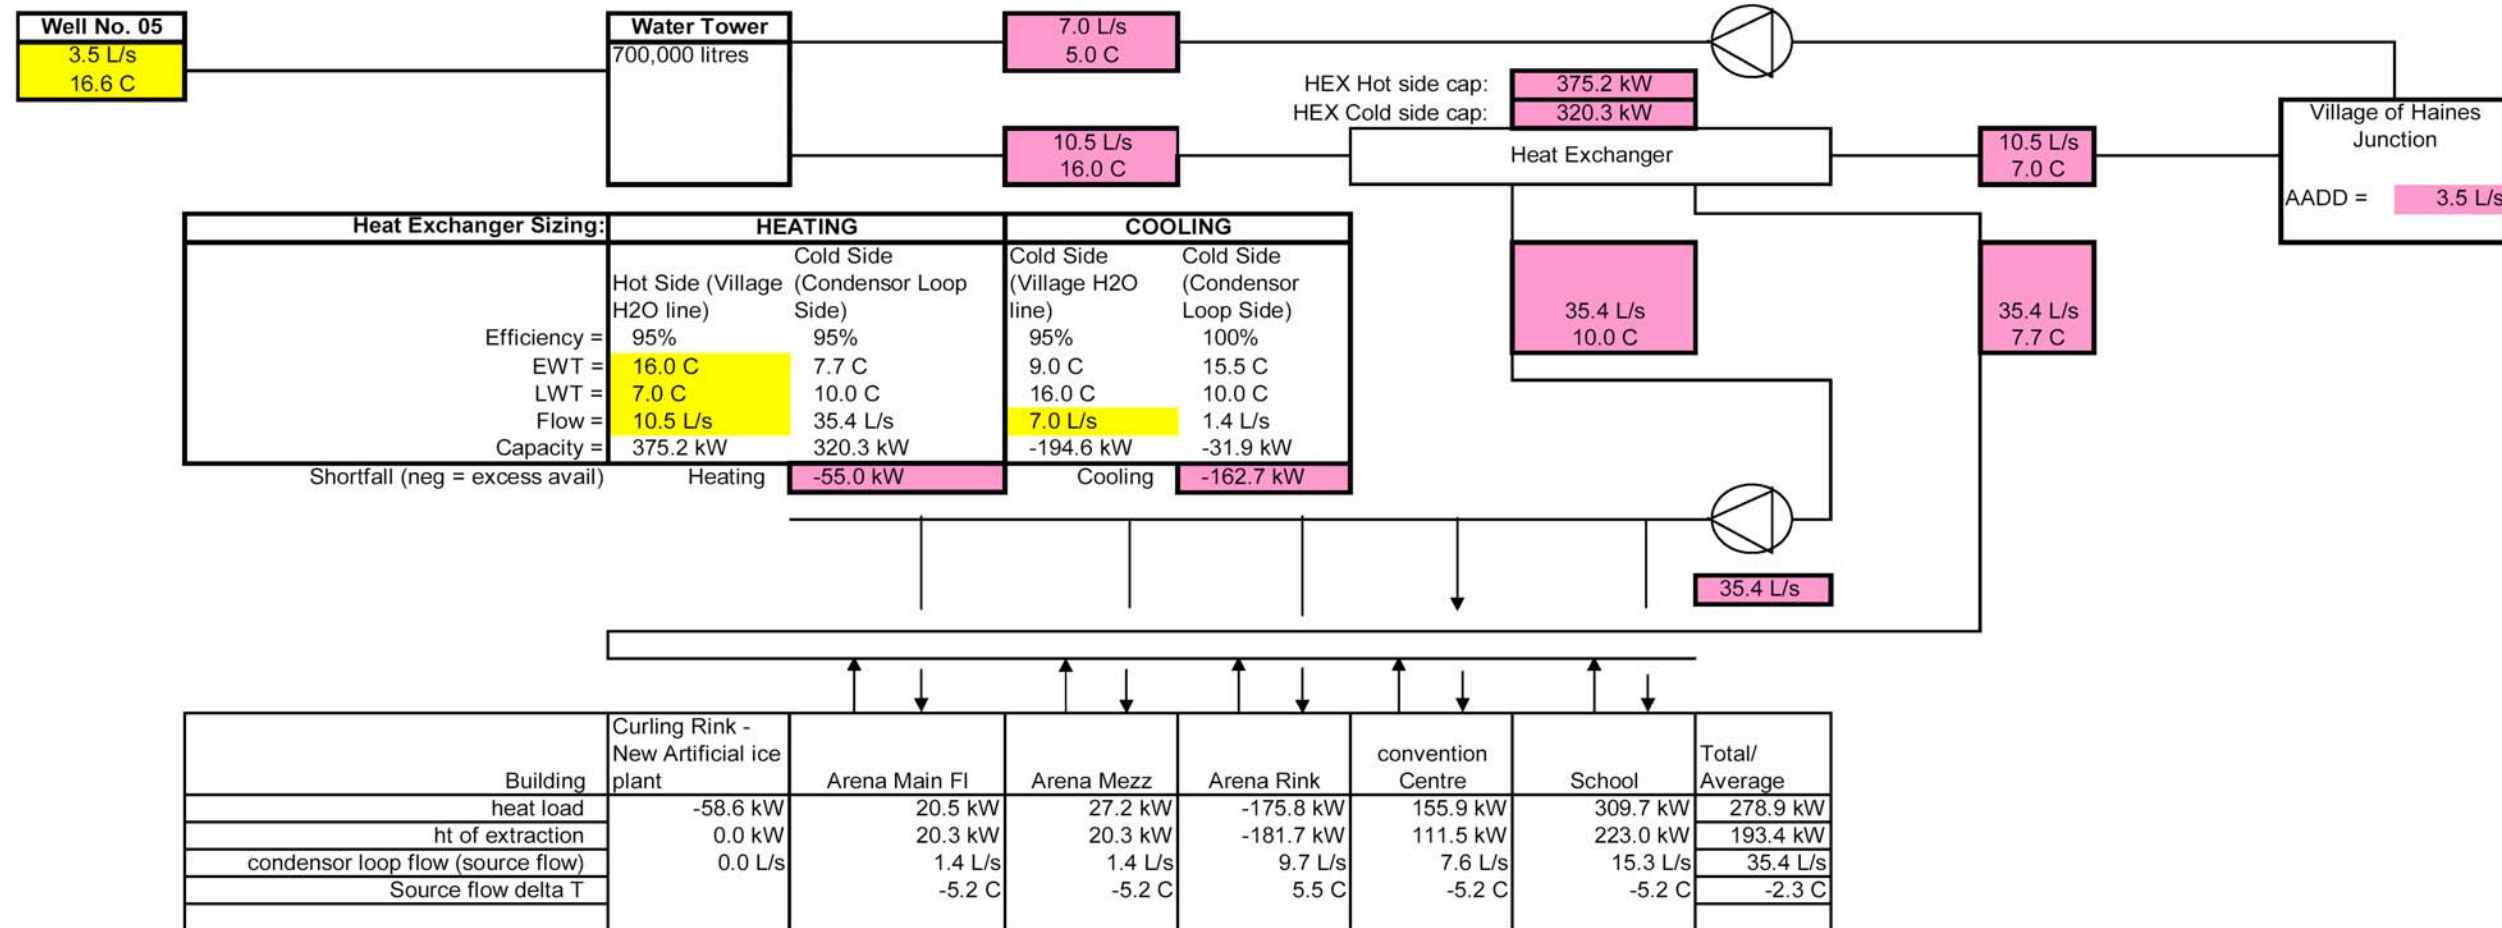 Well No. 05
3.5 L/s
16.6 C
Water Tower
700,000 litres
7.0 L/s
5.0 C
HEX Hot side cap: 375.2 kW
HEX Cold side cap: 320.3 kW
10.5 L/s
16.0 C
Heat Exchanger
10.5 L/s
7.0 C
Village of Haines
Junction
AADD = 3.5 L/s
Heat Exchanger Sizing: HEATING COOLING
Hot Side (Village
H2O line)
Cold Side
(Condensor Loop
Side)
Cold Side
(Village H2O
line)
Cold Side
(Condensor
Loop Side)
Efficiency = 95% 95% 95% 100%
EWT = 16.0 C 7.7 C 9.0 C 15.5 C
LWT = 7.0 C 10.0 C 16.0 C 10.0 C
Flow = 10.5 L/s 35.4 L/s 7.0 L/s 1.4 L/s
Capacity = 375.2 kW 320.3 kW -194.6 kW -31.9 kW
Shortfall (neg = excess avail) Heating -55.0 kW Cooling -162.7 kW
35.4 L/s
10.0 C
35.4 L/s
7.7 C
35.4 L/s
Building
Curling Rink -
New Artificial ice
plant
Arena Main Fl
Arena Mezz
Arena Rink
convention
Centre
School
Total/
Average
heat load -58.6 kW 20.5 kW 27.2 kW -175.8 kW 155.9 kW 309.7 kW 278.9 kW
ht of extraction 0.0 kW 20.3 kW 20.3 kW -181.7 kW 111.5 kW 223.0 kW 193.4 kW
condensor loop flow (source flow) 0.0 L/s 1.4 L/s 1.4 L/s 9.7 L/s 7.6 L/s 15.3 L/s 35.4 L/s
Source flow delta T -5.2 C -5.2 C 5.5 C -5.2 C -5.2 C -2.3 C